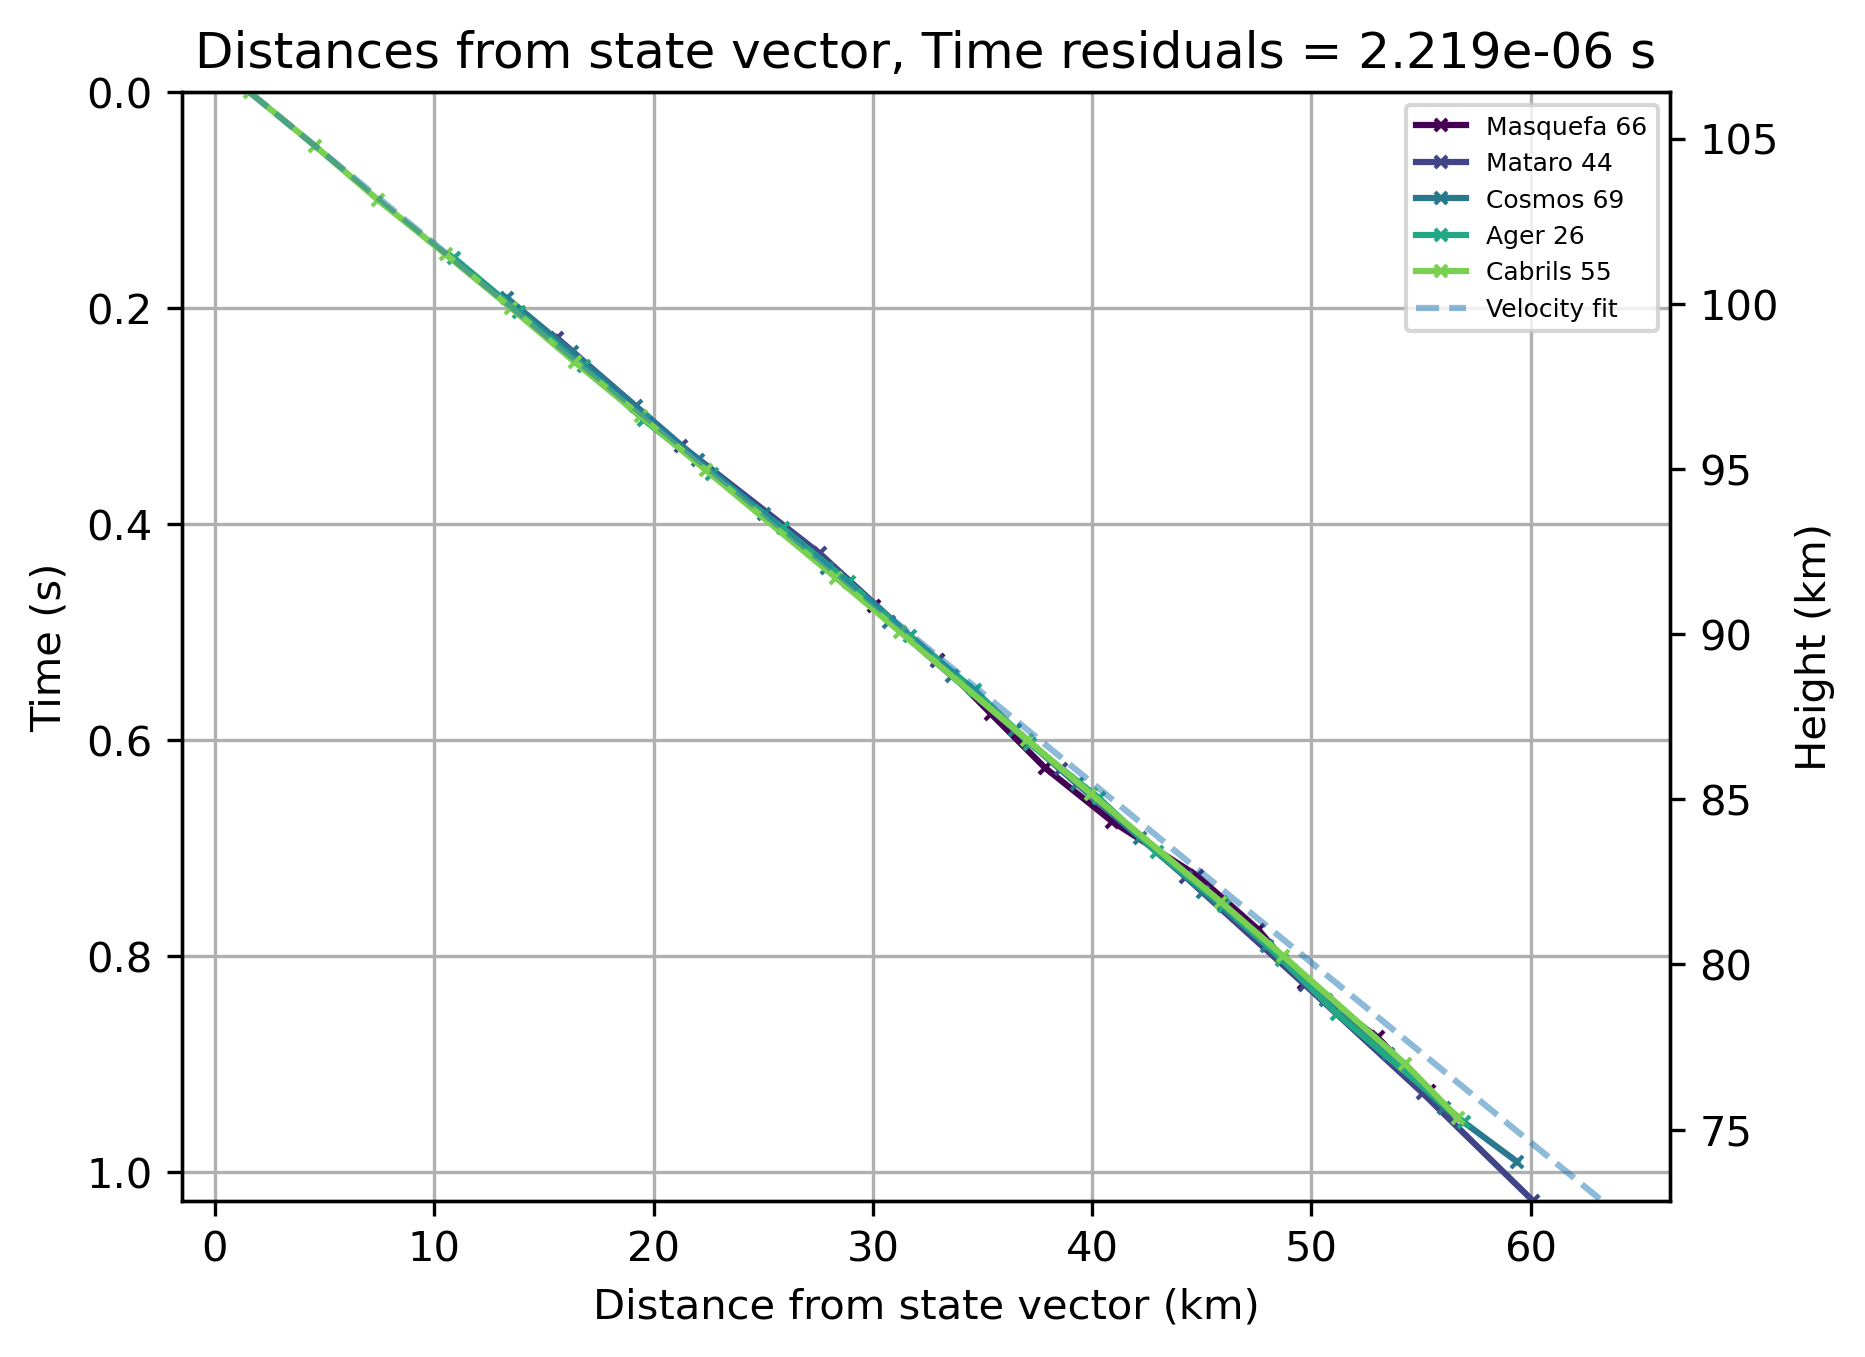 Distances from state vector, Time residuals = 2.219e-06 s
Masquefa 66
Mataro 44
Cosmos 69
Ager 26
Cabrils 55
Velocity fit
Time (s)
0.0
0.2
0.4
0.6
0.8
1.0
Height (km)
105
100
95
90
85
80
75
0 10 20 30 40 50 60
Distance from state vector (km)